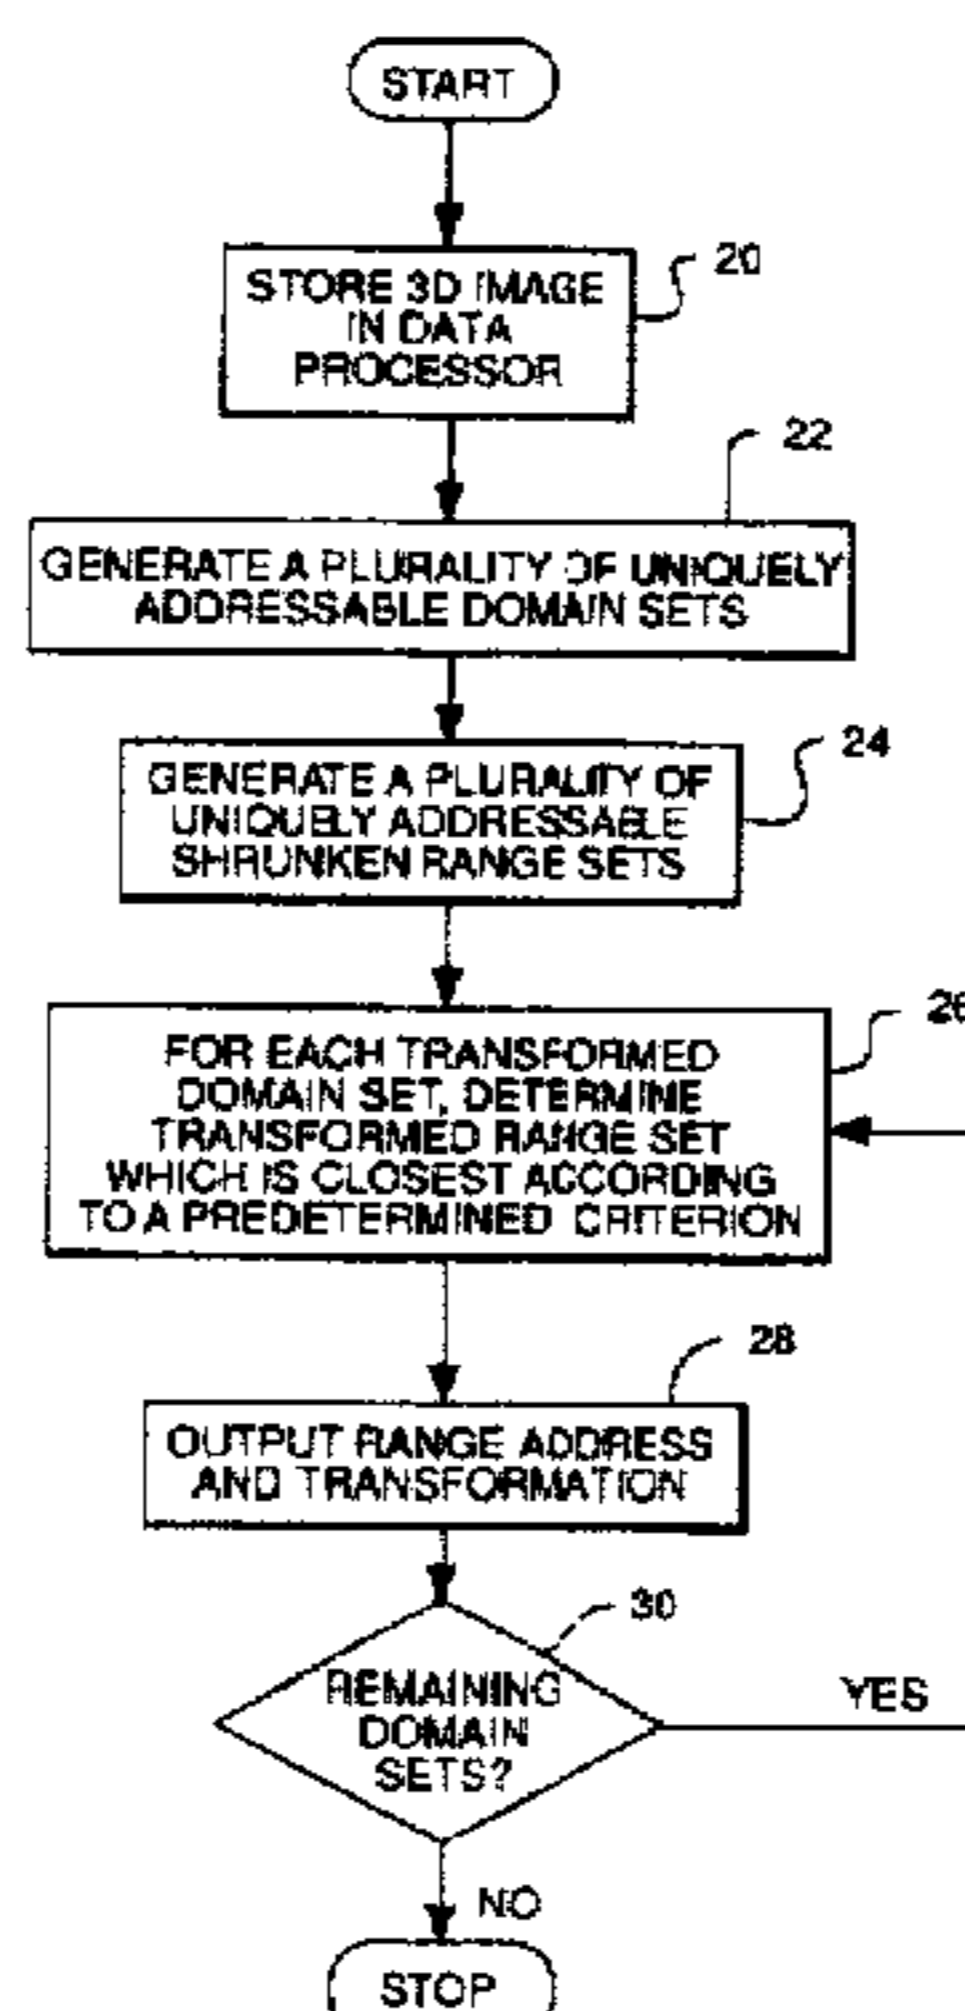 START
STORE 3D IMAGE
IN DATA
PROCESSOR
20
22
GENERATE A PLURALITY OF UNIQUELY
ADDRESSABLE DOMAIN SETS
24
GENERATE A PLURALITY OF
UNIQUELY ADDRESSABLE
SHRUNKEN RANGE SETS
26
FOR EACH TRANSFORMED
DOMAIN SET, DETERMINE
TRANSFORMED RANGE SET
WHICH IS CLOSEST ACCORDING
TO A PREDETERMINED CRITERION
28
OUTPUT RANGE ADDRESS
AND TRANSFORMATION
30
REMAINING
DOMAIN
SETS?
YES
NO
STOP